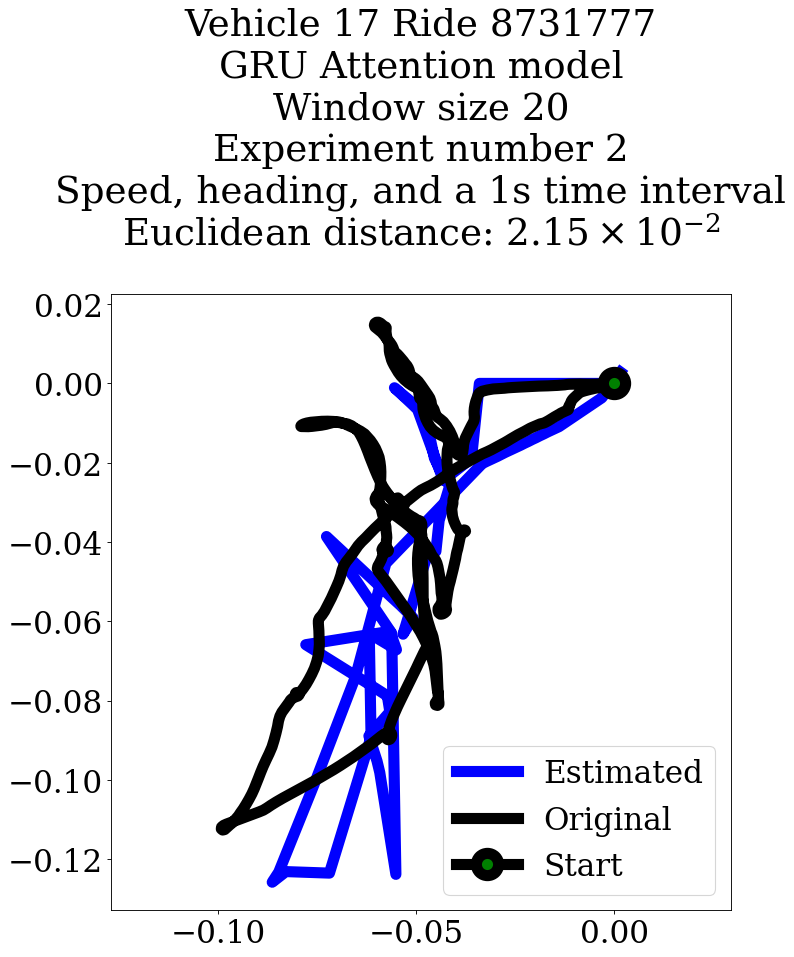 Vehicle 17 Ride 8731777
GRU Attention model
Window size 20
Experiment number 2
Speed, heading, and a 1s time interval
Euclidean distance: 2.15 × 10⁻²
0.02
0.00
−0.02
−0.04
−0.06
−0.08
−0.10
−0.12
Estimated
Original
Start
−0.10 −0.05 0.00